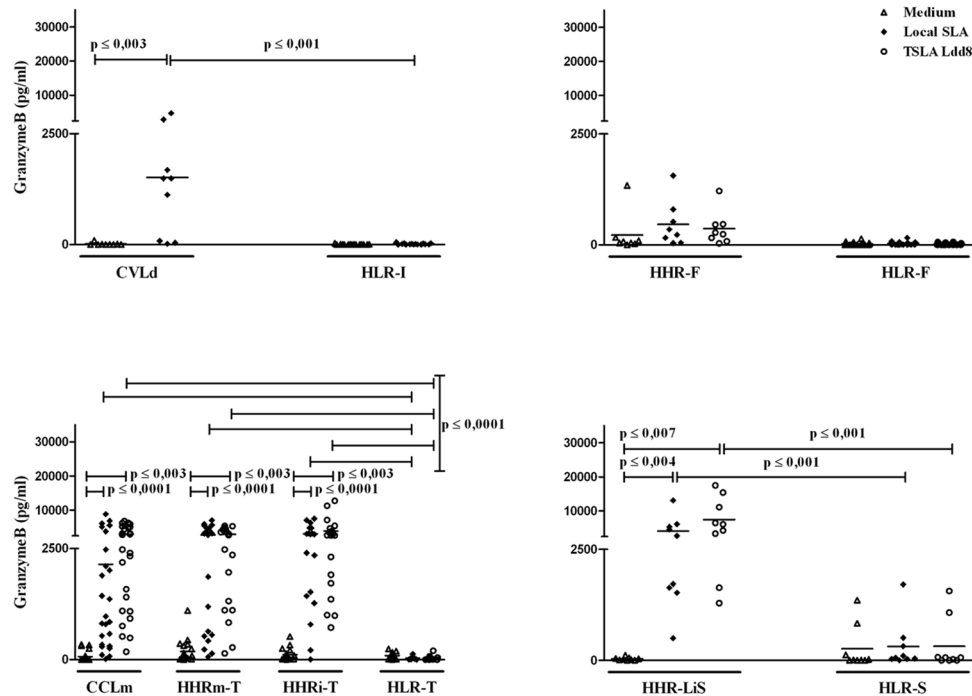 30000
20000
10000
2500
0
GranzymeB (pg/ml)
p ≤ 0,003
p ≤ 0,001
CVLd
HLR-I
30000
20000
10000
2500
0
Medium
Local SLA
TSLA Ldd8
HHR-F
HLR-F
30000
20000
10000
2500
0
GranzymeB (pg/ml)
p ≤ 0,0001
p ≤ 0,003
p ≤ 0,003
p ≤ 0,003
p ≤ 0,0001
p ≤ 0,0001
p ≤ 0,0001
CCLm
HHRm-T
HHRi-T
HLR-T
30000
20000
10000
2500
0
p ≤ 0,007
p ≤ 0,001
p ≤ 0,004
p ≤ 0,001
HHR-LiS
HLR-S